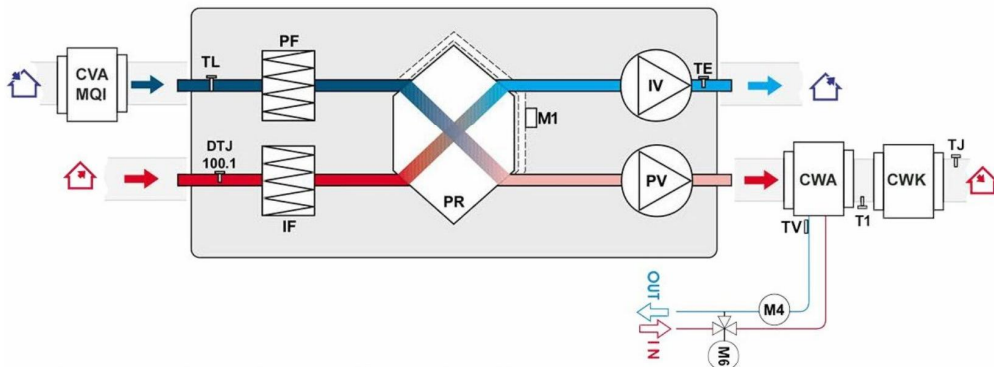 CVA
MQI
TL
PF
IV
TE
M1
DTJ
100.1
IF
PR
PV
CWA
CWK
TJ
T1
TV
OUT
IN
M4
M6